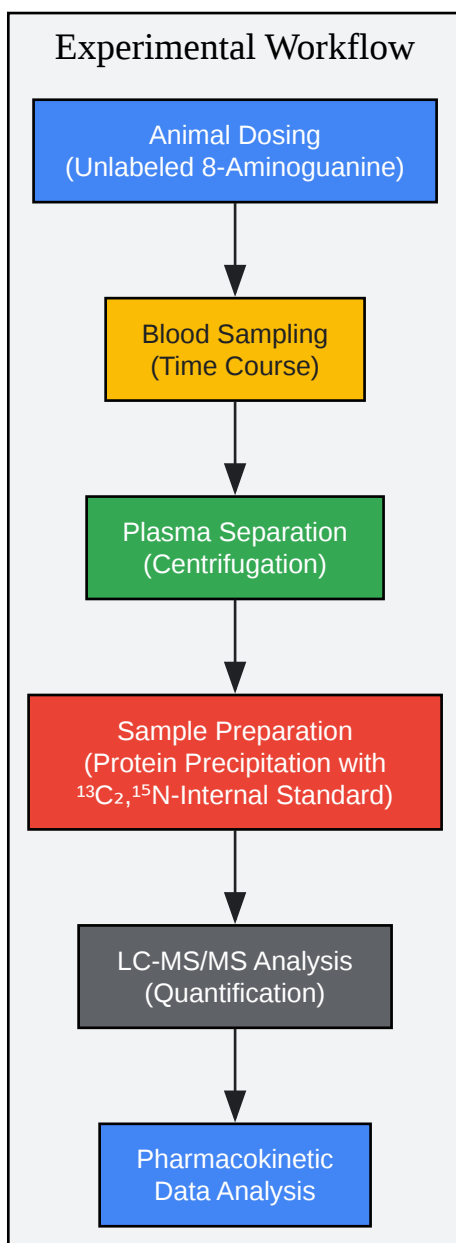 Experimental Workflow
Animal Dosing
(Unlabeled 8-Aminoguanine)
Blood Sampling
(Time Course)
Plasma Separation
(Centrifugation)
Sample Preparation
(Protein Precipitation with
¹³C₂,¹⁵N-Internal Standard)
LC-MS/MS Analysis
(Quantification)
Pharmacokinetic
Data Analysis